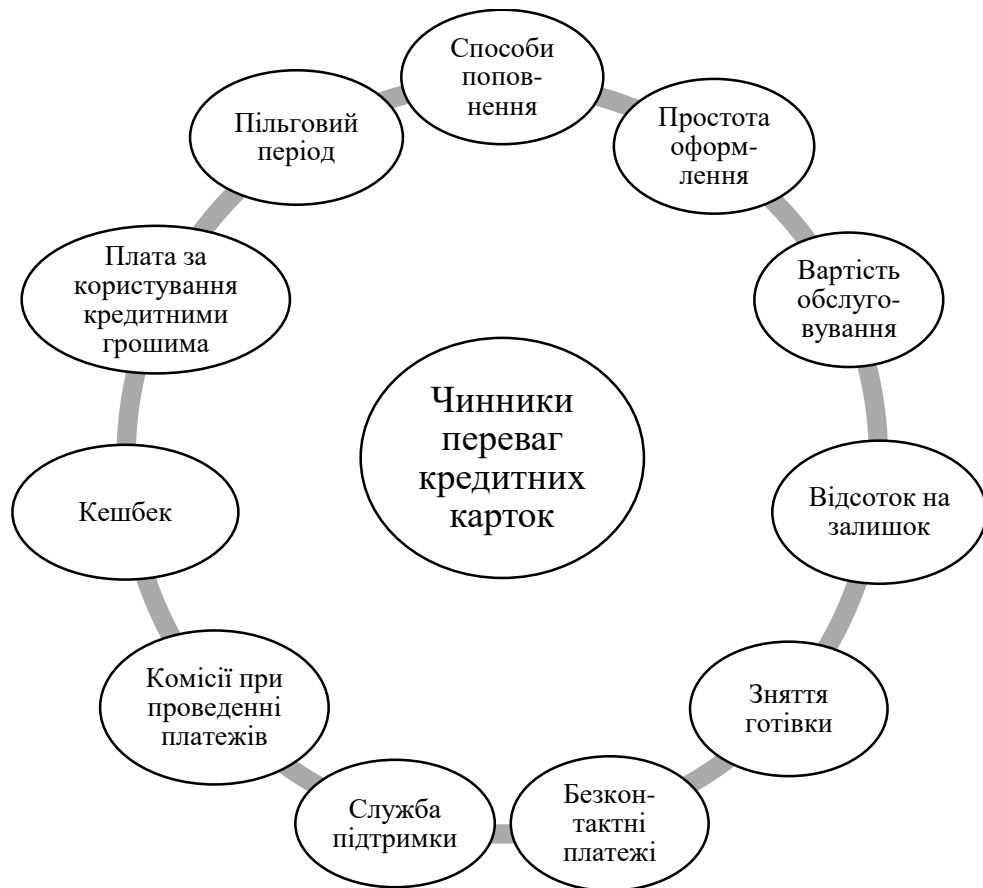 Способи
попов-
нення
Простота
оформ-
лення
Вартість
обслуго-
вування
Відсоток на
залишок
Зняття
готівки
Безкон-
тактні
платежі
Служба
підтримки
Комісії при
проведенні
платежів
Кешбек
Плата за
користування
кредитними
грошима
Пільговий
період
Чинники
переваг
кредитних
карток